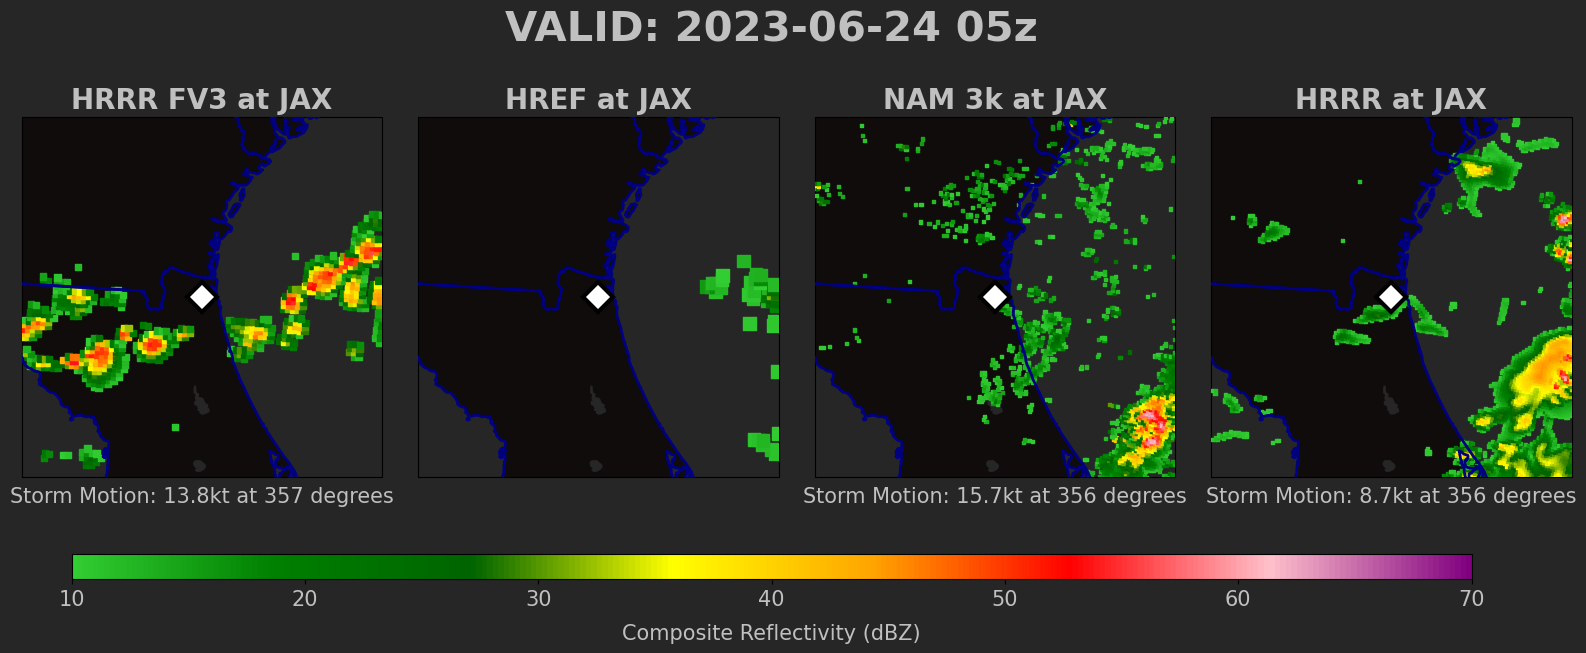 VALID: 2023-06-24 05z
HRRR FV3 at JAX
HREF at JAX
NAM 3k at JAX
HRRR at JAX
Storm Motion: 13.8kt at 357 degrees
Storm Motion: 15.7kt at 356 degrees
Storm Motion: 8.7kt at 356 degrees
10 20 30 40 50 60 70
Composite Reflectivity (dBZ)